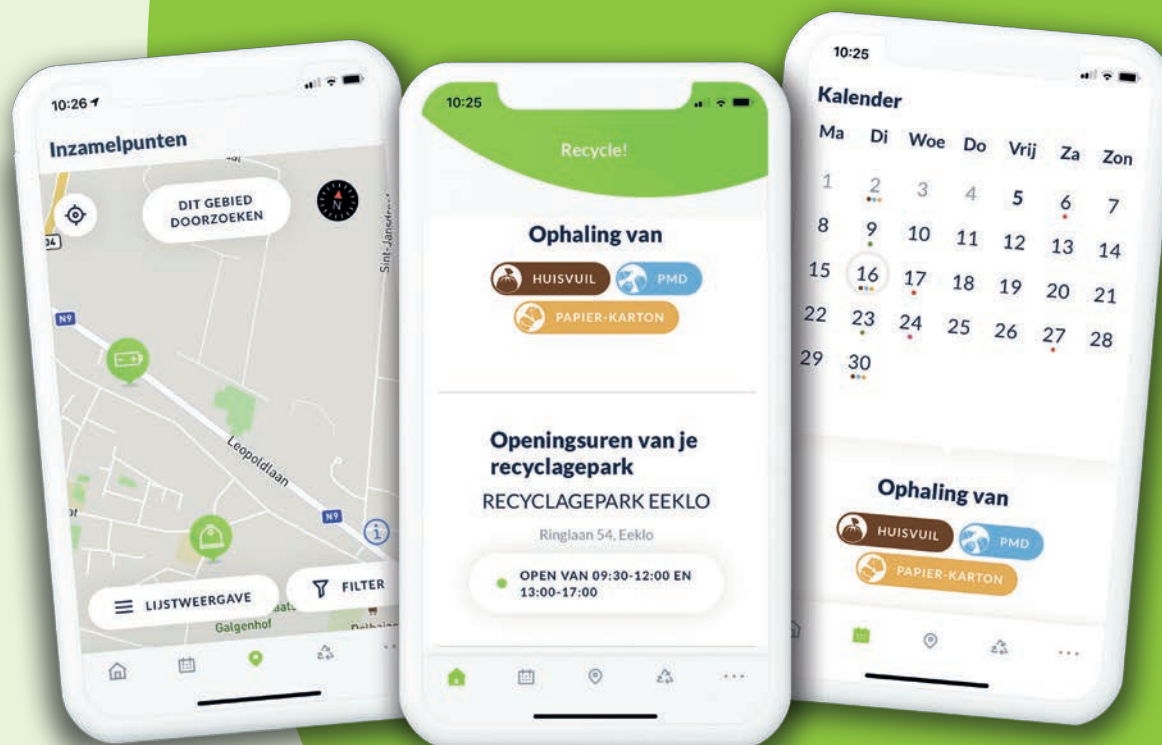 10:26
Inzamelpunten
DIT GEBIED
DOORZOEKEN
N
Sint-Jansdreef
N9
Leopoldlaan
N9
LIJSTWEERGAVE
FILTER
Galgenhof
10:25
Recycle!
Ophaling van
HUISVUIL
PMD
PAPIER-KARTON
Openingsuren van je
recyclagepark
RECYCLAGEPARK EEKLO
Ringlaan 54, Eeklo
OPEN VAN 09:30-12:00 EN
13:00-17:00
10:25
Kalender
Ma Di Woe Do Vrij Za Zon
1 2 3 4 5 6 7
8 9 10 11 12 13 14
15 16 17 18 19 20 21
22 23 24 25 26 27 28
29 30
Ophaling van
HUISVUIL
PMD
PAPIER-KARTON